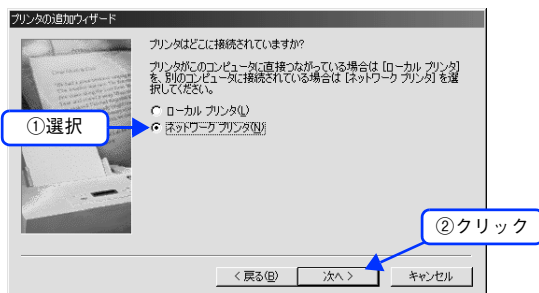 プリンタの追加ウィザード
プリンタはどこに接続されていますか?
プリンタがこのコンピュータに直接つながっている場合は [ローカル プリンタ]
を、別のコンピュータに接続されている場合は [ネットワーク プリンタ] を選
択してください。
ローカル プリンタ(L)
①選択
ネットワーク プリンタ(N)
②クリック
< 戻る(B)
次へ >
キャンセル